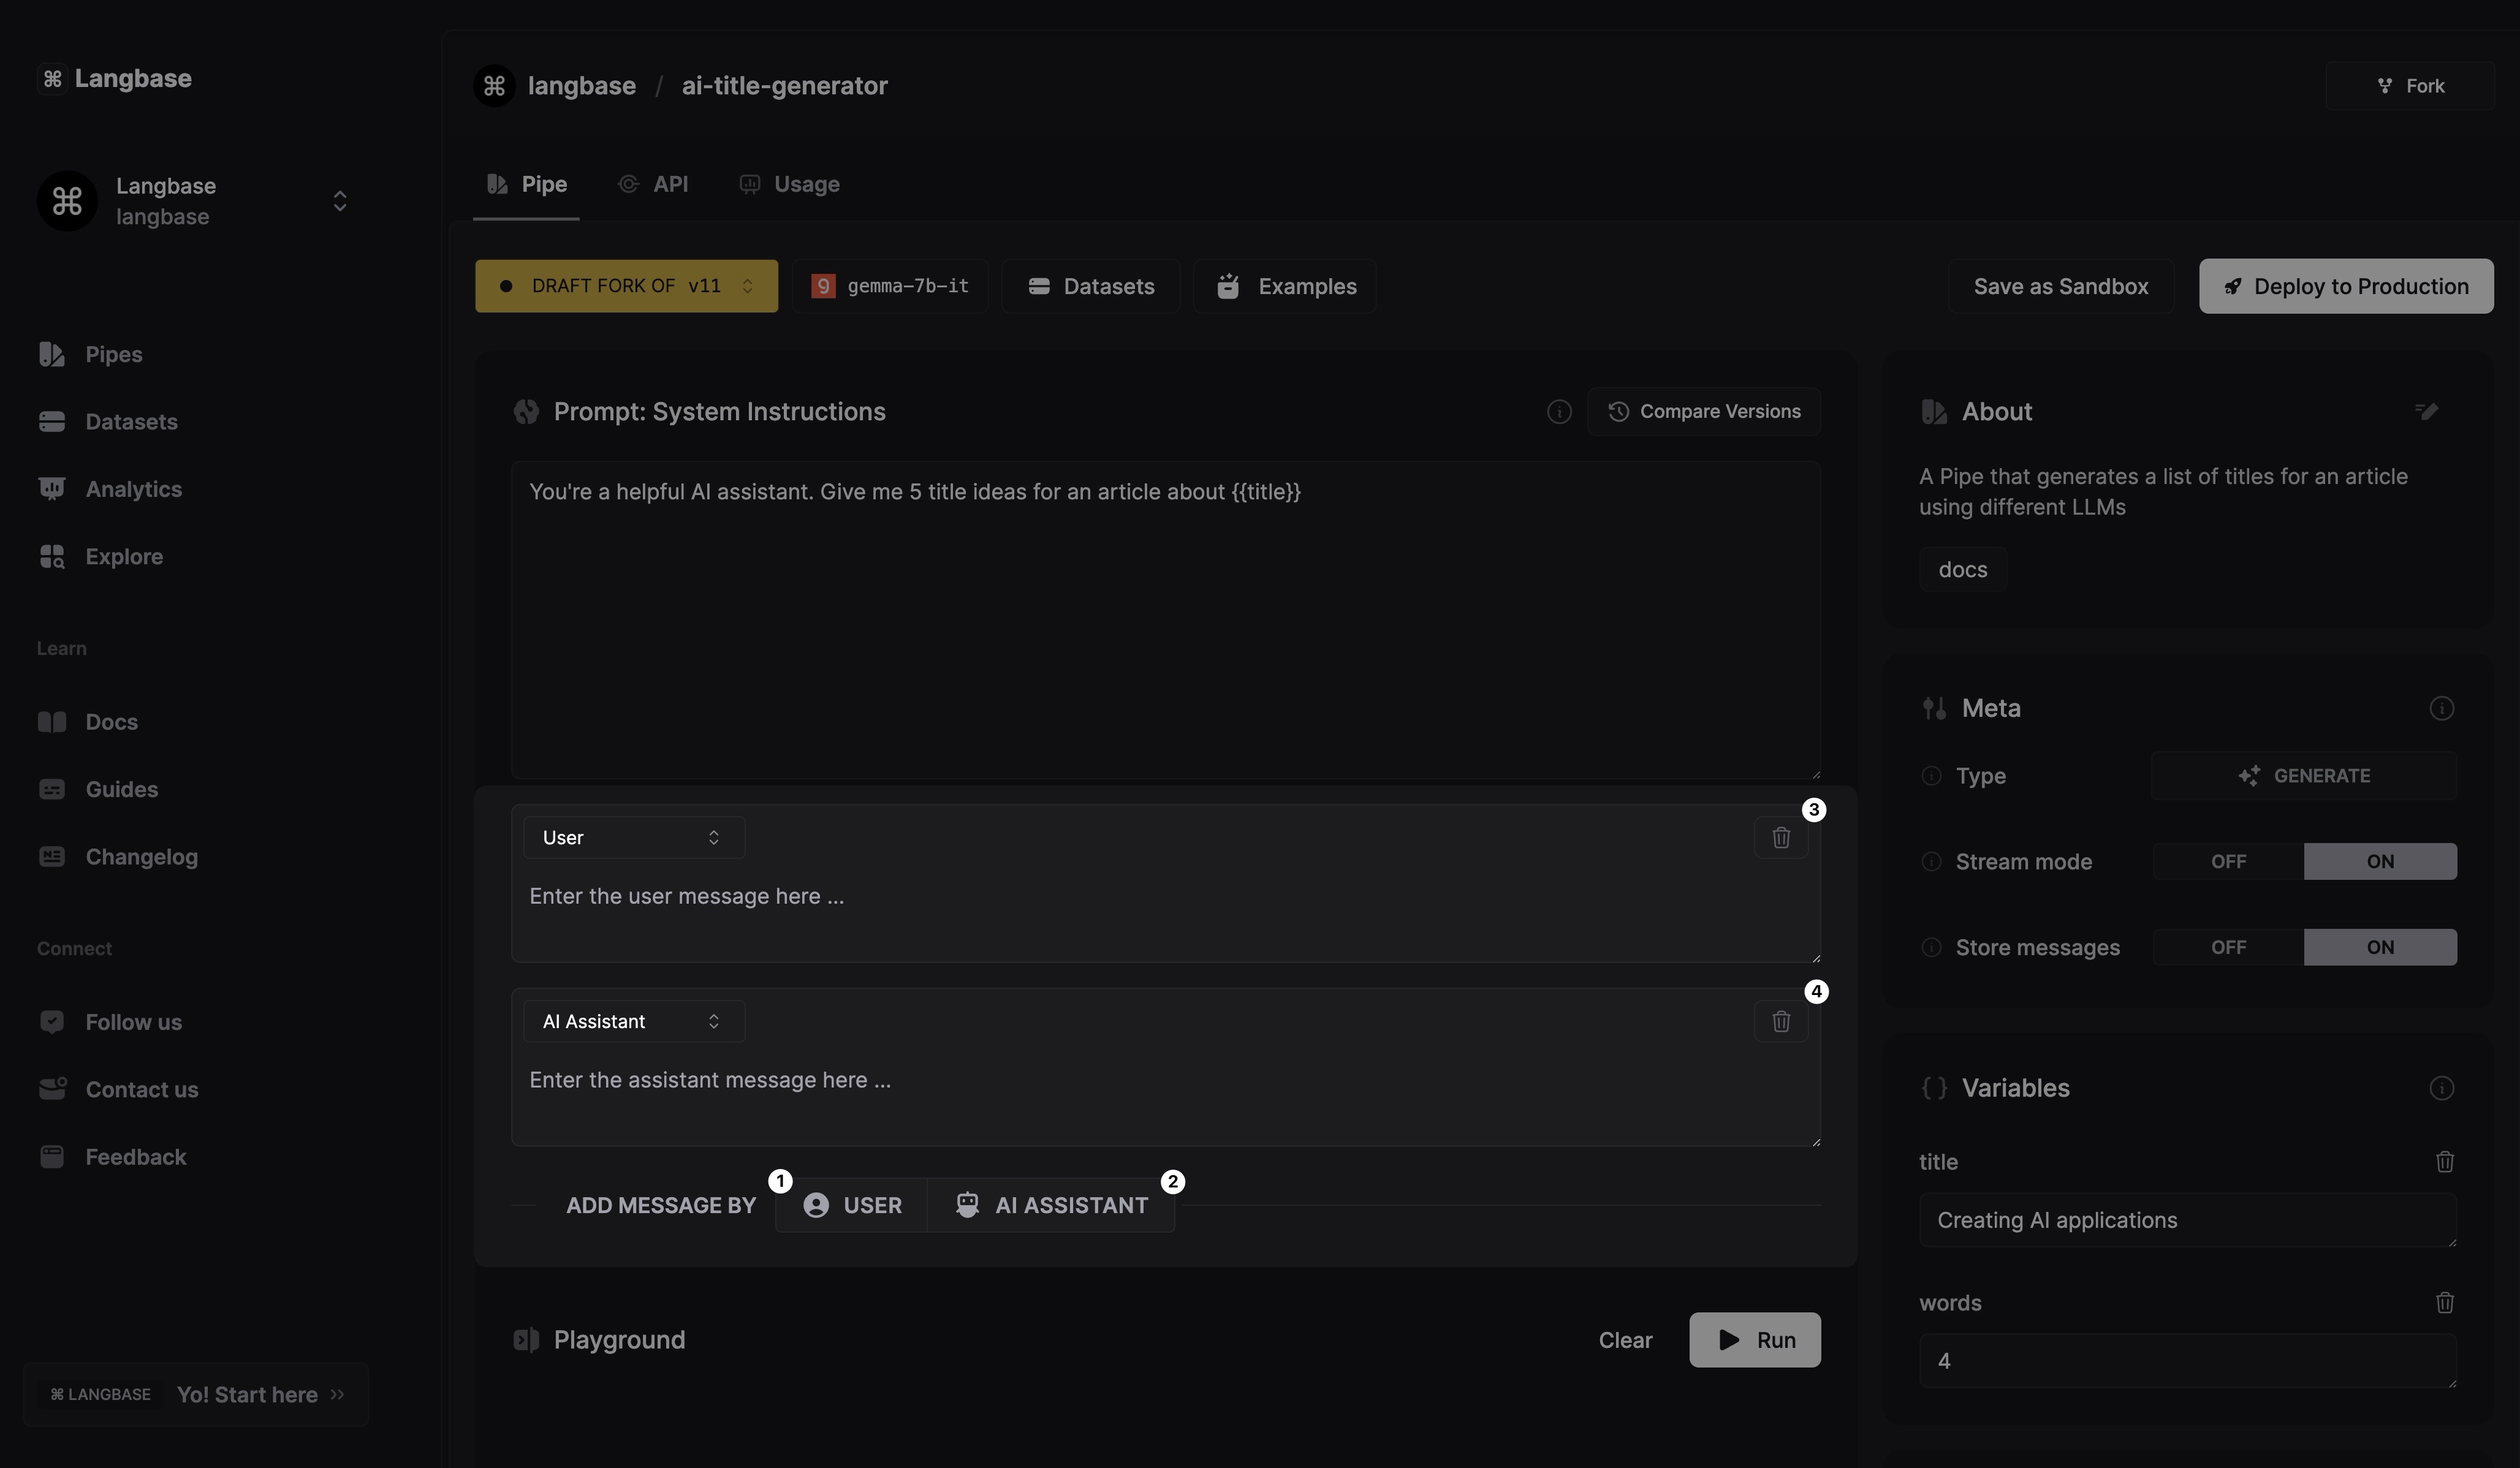 Langbase
langbase / ai-title-generator
Fork
Langbase
langbase
Pipe
API
Usage
DRAFT FORK OF v11
g gemma-7b-it
Datasets
Examples
Save as Sandbox
Deploy to Production
Pipes
Datasets
Analytics
Explore
Learn
Docs
Guides
Changelog
Connect
Follow us
Contact us
Feedback
LANGBASE Yo! Start here
Prompt: System Instructions
Compare Versions
You're a helpful AI assistant. Give me 5 title ideas for an article about {{title}}
3
User
Enter the user message here ...
4
AI Assistant
Enter the assistant message here ...
ADD MESSAGE BY
1
USER
2
AI ASSISTANT
Playground
Clear
Run
About
A Pipe that generates a list of titles for an article
using different LLMs
docs
Meta
Type
GENERATE
Stream mode
OFF ON
Store messages
OFF ON
Variables
title
Creating AI applications
words
4